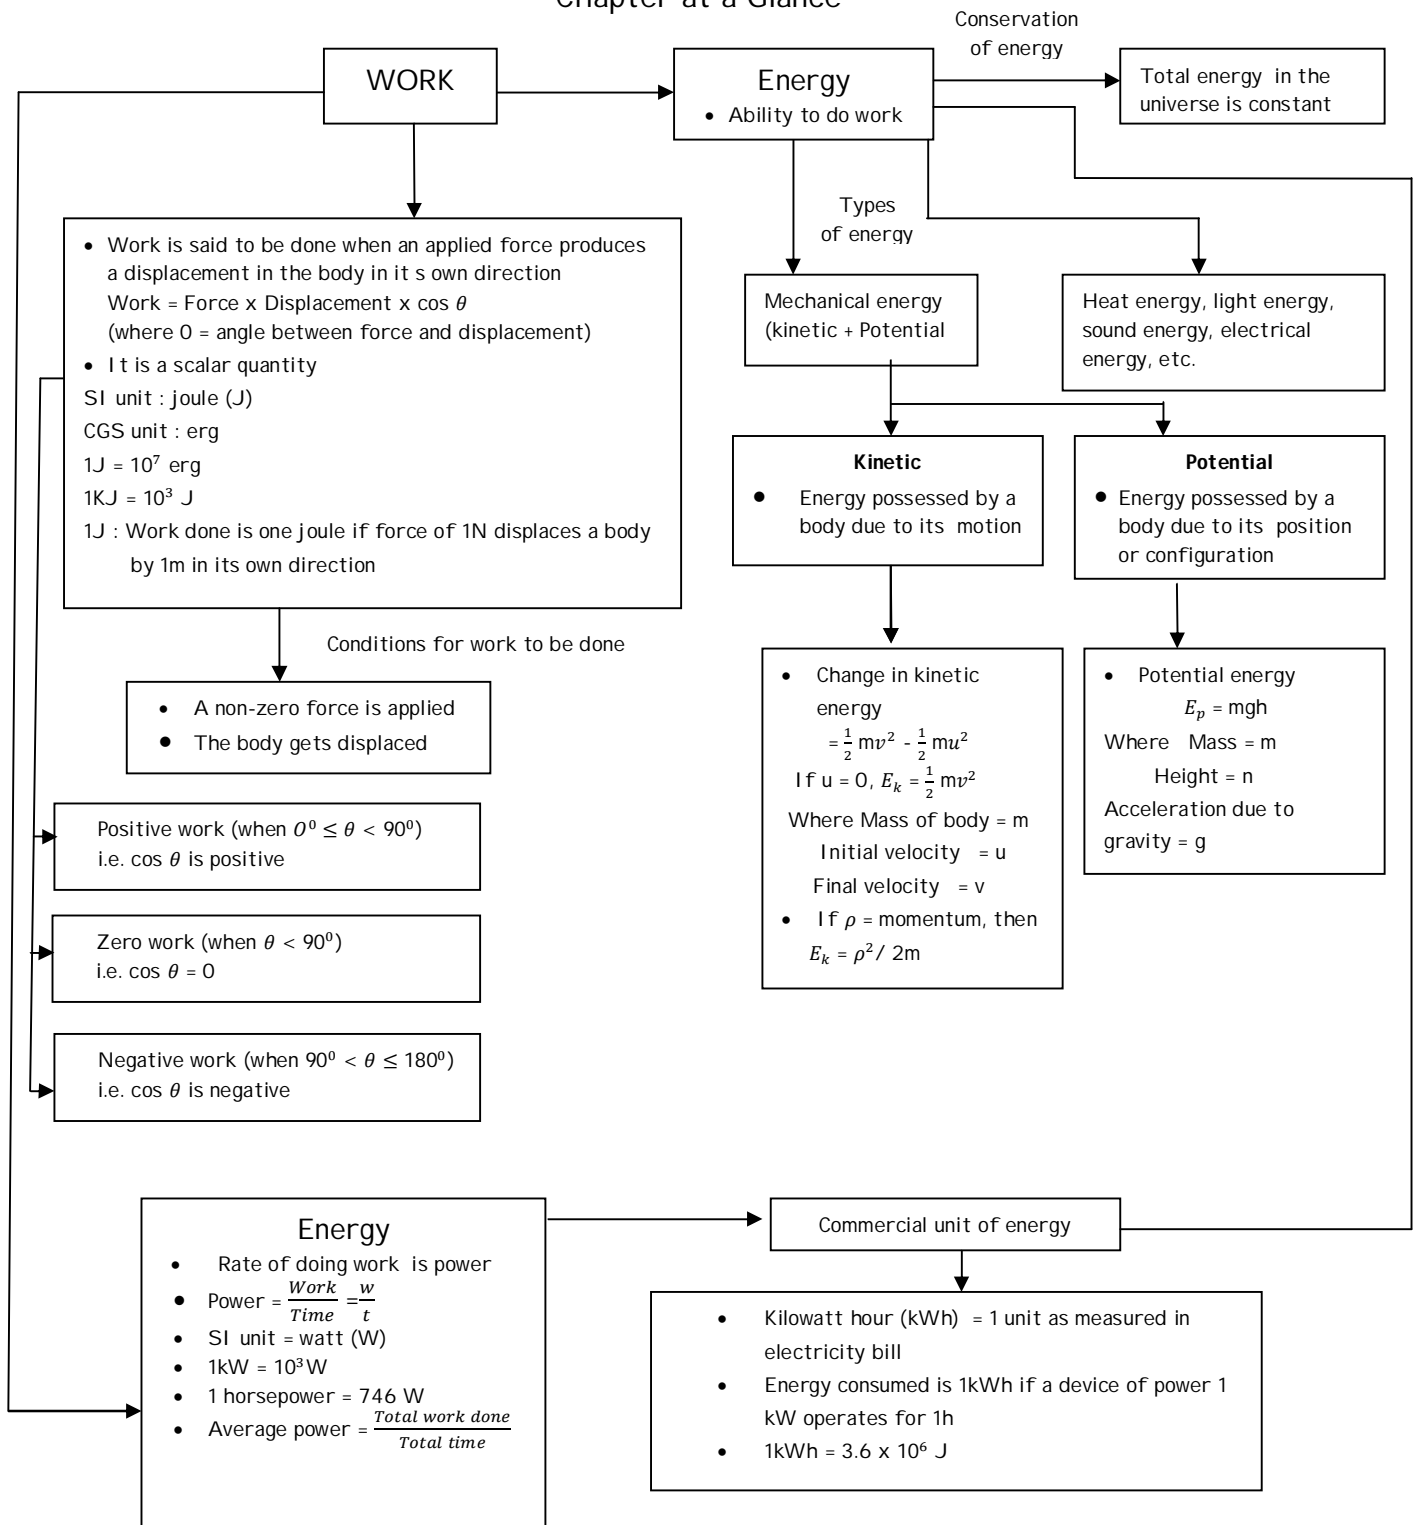 Chapter at a Glance
Conservation
of energy
WORK
Energy
• Ability to do work
Total energy in the
universe is constant
Types
of energy
• Work is said to be done when an applied force produces
a displacement in the body in it s own direction
Work = Force x Displacement x cos θ
(where 0 = angle between force and displacement)
• It is a scalar quantity
SI unit : joule (J)
CGS unit : erg
1J = 10⁷ erg
1KJ = 10³ J
1J : Work done is one joule if force of 1N displaces a body
by 1m in its own direction
Mechanical energy
(kinetic + Potential
Heat energy, light energy,
sound energy, electrical
energy, etc.
Kinetic
• Energy possessed by a
body due to its motion
Potential
• Energy possessed by a
body due to its position
or configuration
Conditions for work to be done
• A non-zero force is applied
• The body gets displaced
• Change in kinetic
energy
= ½ mv² - ½ mu²
If u = 0, E_k = ½ mv²
Where Mass of body = m
Initial velocity = u
Final velocity = v
• If ρ = momentum, then
E_k = ρ² / 2m
• Potential energy
E_p = mgh
Where Mass = m
Height = n
Acceleration due to
gravity = g
Positive work (when 0⁰ ≤ θ < 90⁰)
i.e. cos θ is positive
Zero work (when θ < 90⁰)
i.e. cos θ = 0
Negative work (when 90⁰ < θ ≤ 180⁰)
i.e. cos θ is negative
Energy
• Rate of doing work is power
• Power = Work/Time = w/t
• SI unit = watt (W)
• 1kW = 10³W
• 1 horsepower = 746 W
• Average power = Total work done/Total time
Commercial unit of energy
• Kilowatt hour (kWh) = 1 unit as measured in
electricity bill
• Energy consumed is 1kWh if a device of power 1
kW operates for 1h
• 1kWh = 3.6 x 10⁶ J